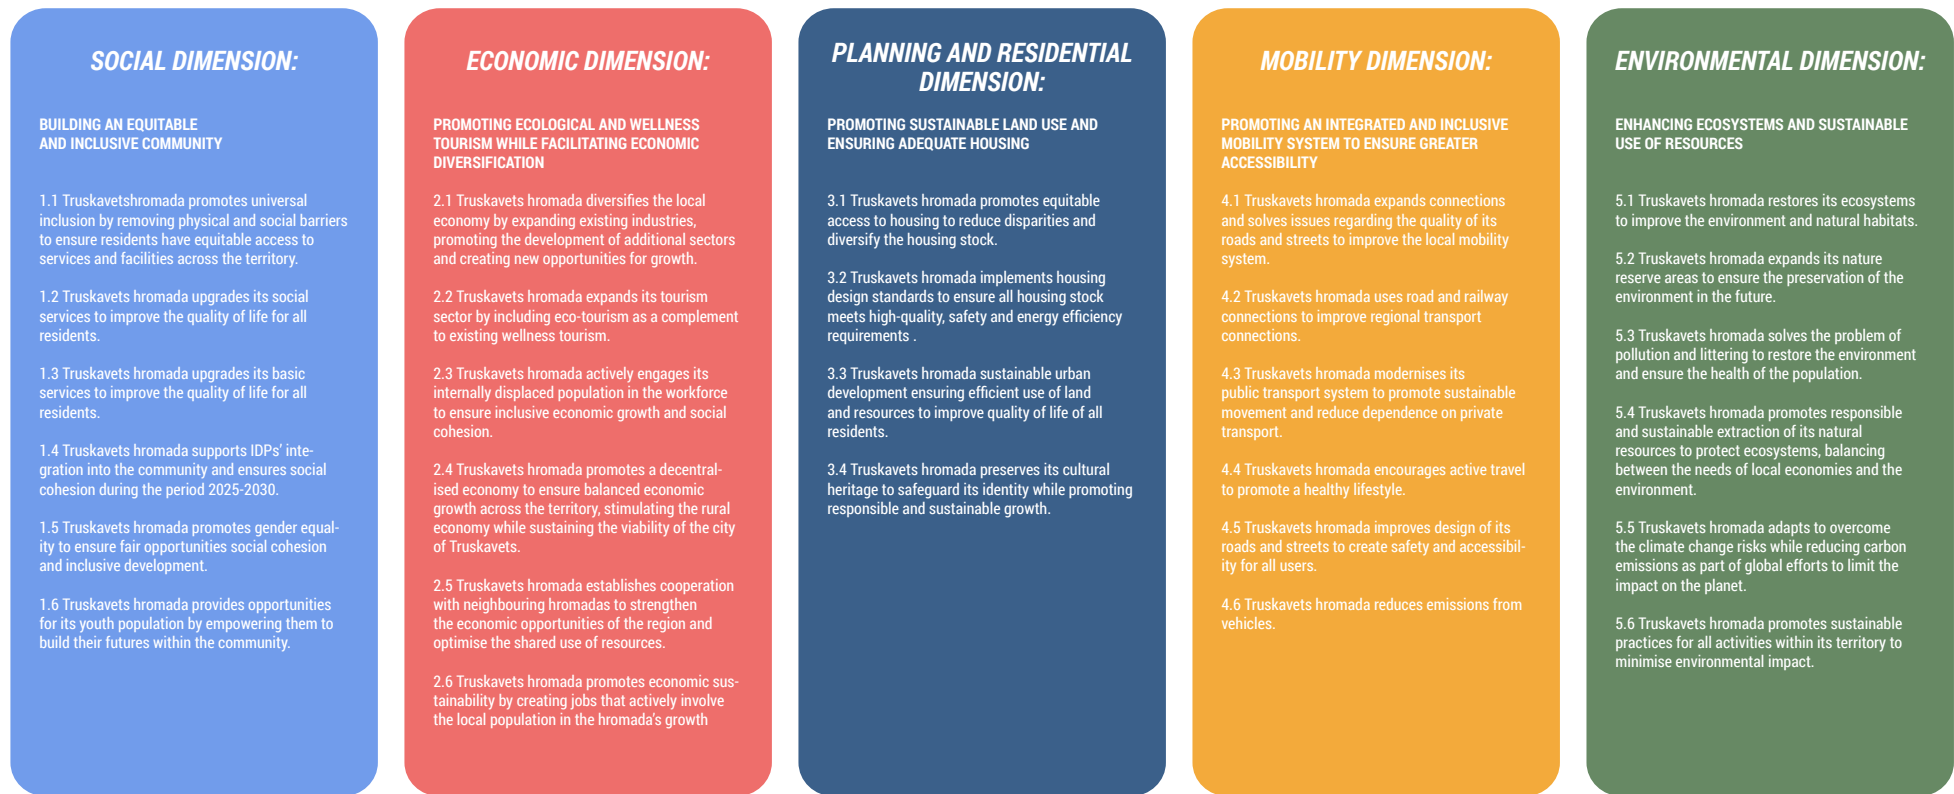 SOCIAL DIMENSION:
BUILDING AN EQUITABLE
AND INCLUSIVE COMMUNITY
1.1 Truskavetshromada promotes universal
inclusion by removing physical and social barriers
to ensure residents have equitable access to
services and facilities across the territory.
1.2 Truskavets hromada upgrades its social
services to improve the quality of life for all
residents.
1.3 Truskavets hromada upgrades its basic
services to improve the quality of life for all
residents.
1.4 Truskavets hromada supports IDPs' inte-
gration into the community and ensures social
cohesion during the period 2025-2030.
1.5 Truskavets hromada promotes gender equal-
ity to ensure fair opportunities social cohesion
and inclusive development.
1.6 Truskavets hromada provides opportunities
for its youth population by empowering them to
build their futures within the community.
ECONOMIC DIMENSION:
PROMOTING ECOLOGICAL AND WELLNESS
TOURISM WHILE FACILITATING ECONOMIC
DIVERSIFICATION
2.1 Truskavets hromada diversifies the local
economy by expanding existing industries,
promoting the development of additional sectors
and creating new opportunities for growth.
2.2 Truskavets hromada expands its tourism
sector by including eco-tourism as a complement
to existing wellness tourism.
2.3 Truskavets hromada actively engages its
internally displaced population in the workforce
to ensure inclusive economic growth and social
cohesion.
2.4 Truskavets hromada promotes a decentral-
ised economy to ensure balanced economic
growth across the territory, stimulating the rural
economy while sustaining the viability of the city
of Truskavets.
2.5 Truskavets hromada establishes cooperation
with neighbouring hromadas to strengthen
the economic opportunities of the region and
optimise the shared use of resources.
2.6 Truskavets hromada promotes economic sus-
tainability by creating jobs that actively involve
the local population in the hromada's growth
PLANNING AND RESIDENTIAL
DIMENSION:
PROMOTING SUSTAINABLE LAND USE AND
ENSURING ADEQUATE HOUSING
3.1 Truskavets hromada promotes equitable
access to housing to reduce disparities and
diversify the housing stock.
3.2 Truskavets hromada implements housing
design standards to ensure all housing stock
meets high-quality, safety and energy efficiency
requirements .
3.3 Truskavets hromada sustainable urban
development ensuring efficient use of land
and resources to improve quality of life of all
residents.
3.4 Truskavets hromada preserves its cultural
heritage to safeguard its identity while promoting
responsible and sustainable growth.
MOBILITY DIMENSION:
PROMOTING AN INTEGRATED AND INCLUSIVE
MOBILITY SYSTEM TO ENSURE GREATER
ACCESSIBILITY
4.1 Truskavets hromada expands connections
and solves issues regarding the quality of its
roads and streets to improve the local mobility
system.
4.2 Truskavets hromada uses road and railway
connections to improve regional transport
connections.
4.3 Truskavets hromada modernises its
public transport system to promote sustainable
movement and reduce dependence on private
transport.
4.4 Truskavets hromada encourages active travel
to promote a healthy lifestyle.
4.5 Truskavets hromada improves design of its
roads and streets to create safety and accessibil-
ity for all users.
4.6 Truskavets hromada reduces emissions from
vehicles.
ENVIRONMENTAL DIMENSION:
ENHANCING ECOSYSTEMS AND SUSTAINABLE
USE OF RESOURCES
5.1 Truskavets hromada restores its ecosystems
to improve the environment and natural habitats.
5.2 Truskavets hromada expands its nature
reserve areas to ensure the preservation of the
environment in the future.
5.3 Truskavets hromada solves the problem of
pollution and littering to restore the environment
and ensure the health of the population.
5.4 Truskavets hromada promotes responsible
and sustainable extraction of its natural
resources to protect ecosystems, balancing
between the needs of local economies and the
environment.
5.5 Truskavets hromada adapts to overcome
the climate change risks while reducing carbon
emissions as part of global efforts to limit the
impact on the planet.
5.6 Truskavets hromada promotes sustainable
practices for all activities within its territory to
minimise environmental impact.